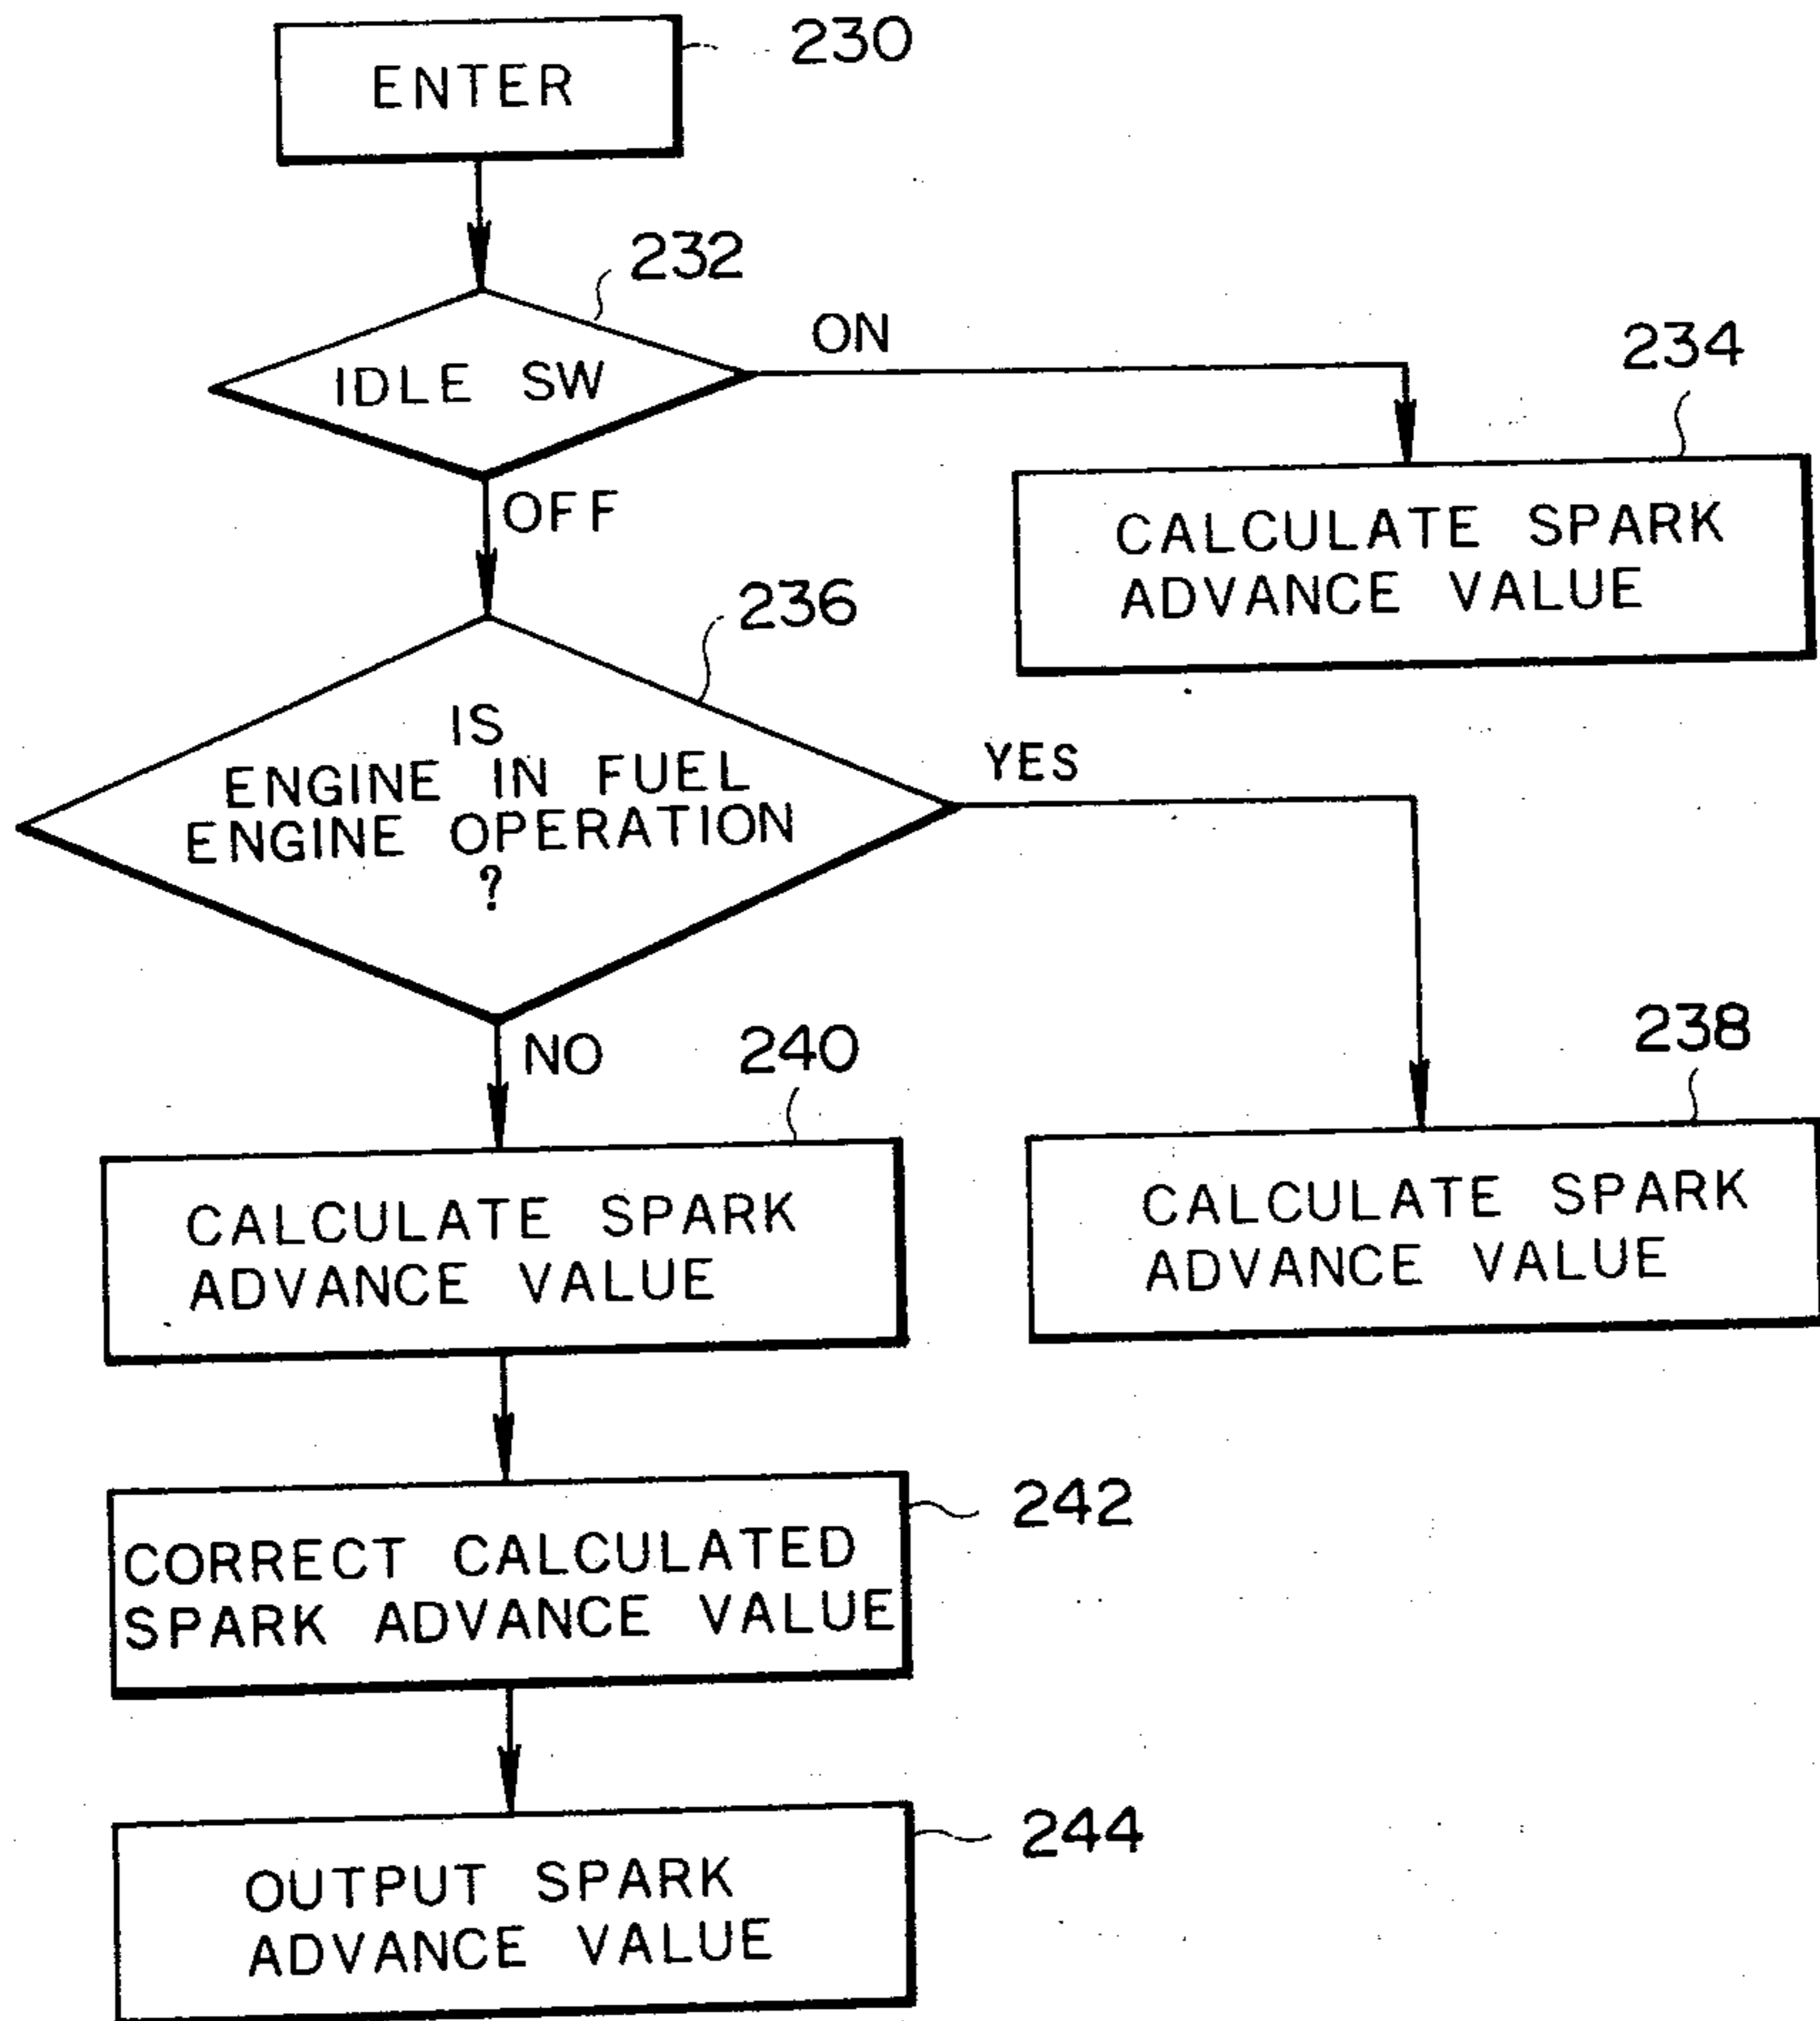 230
ENTER
232
IDLE SW
ON
OFF
234
CALCULATE SPARK
ADVANCE VALUE
236
IS
ENGINE IN FUEL
ENGINE OPERATION
?
YES
NO
238
CALCULATE SPARK
ADVANCE VALUE
240
CALCULATE SPARK
ADVANCE VALUE
242
CORRECT CALCULATED
SPARK ADVANCE VALUE
244
OUTPUT SPARK
ADVANCE VALUE